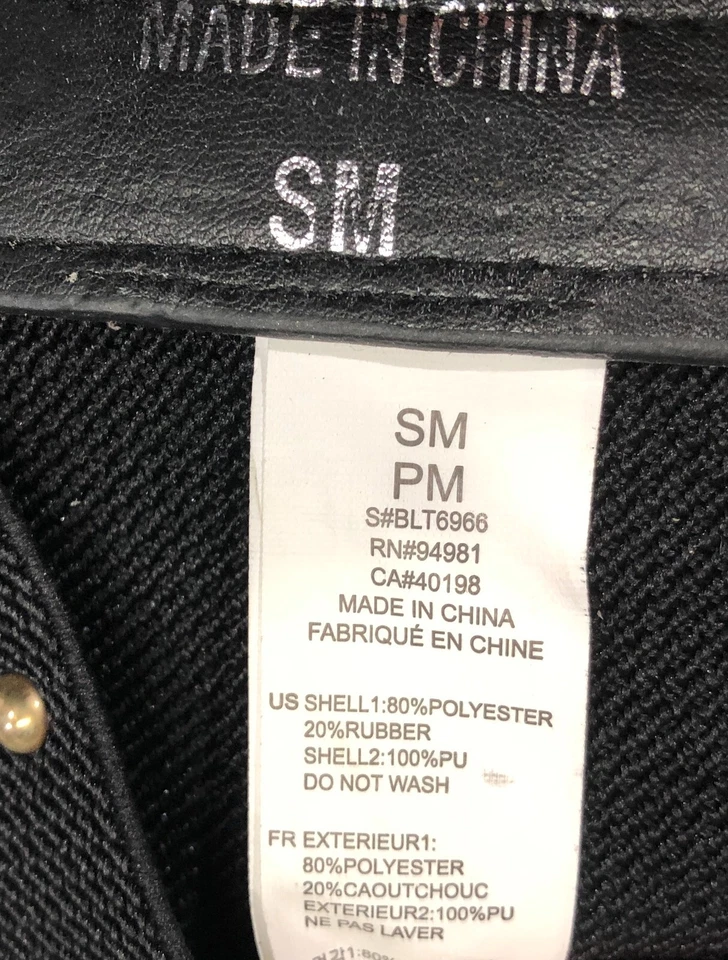 MADE IN CHINA
SM
SM
PM
S#BLT6966
RN#94981
CA#40198
MADE IN CHINA
FABRIQUÉ EN CHINE
US SHELL1:80%POLYESTER
20%RUBBER
SHELL2:100%PU
DO NOT WASH
FR EXTERIEUR1:
80%POLYESTER
20%CAOUTCHOUC
EXTERIEUR2:100%PU
NE PAS LAVER